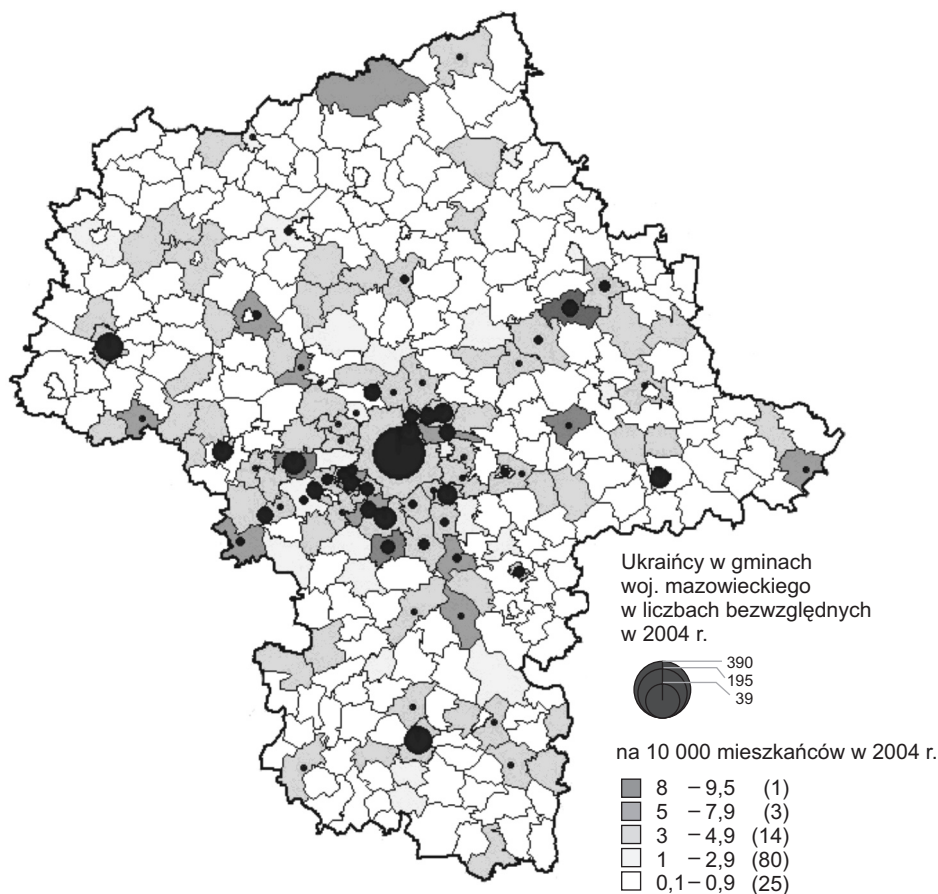 Ukraińcy w gminach
woj. mazowieckiego
w liczbach bezwzględnych
w 2004 r.
390
195
39
na 10 000 mieszkańców w 2004 r.
8 – 9,5 (1)
5 – 7,9 (3)
3 – 4,9 (14)
1 – 2,9 (80)
0,1 – 0,9 (25)